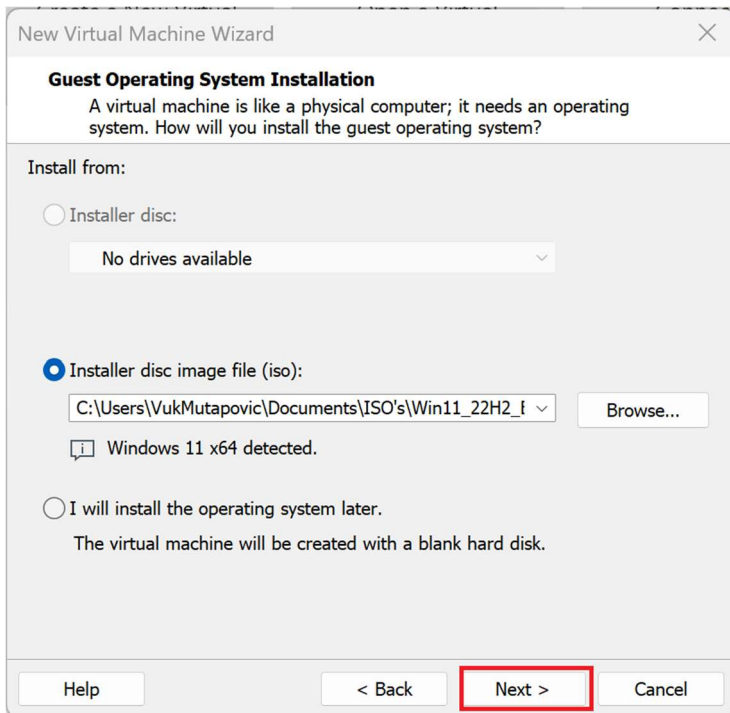 New Virtual Machine Wizard
Guest Operating System Installation
A virtual machine is like a physical computer; it needs an operating
system. How will you install the guest operating system?
Install from:
Installer disc:
No drives available
Installer disc image file (iso):
C:\Users\VukMutapovic\Documents\ISO's\Win11_22H2_E
Browse...
Windows 11 x64 detected.
I will install the operating system later.
The virtual machine will be created with a blank hard disk.
Help
< Back
Next >
Cancel